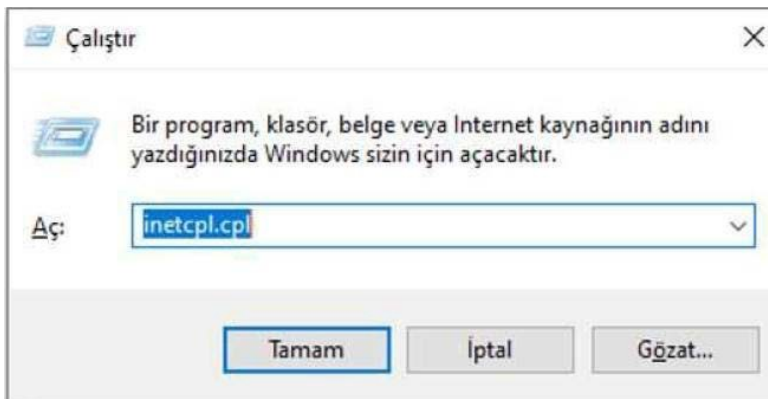 Çalıştır
Bir program, klasör, belge veya Internet kaynağının adını
yazdığınızda Windows sizin için açacaktır.
Aç:
inetcpl.cpl
Tamam
İptal
Gözat...